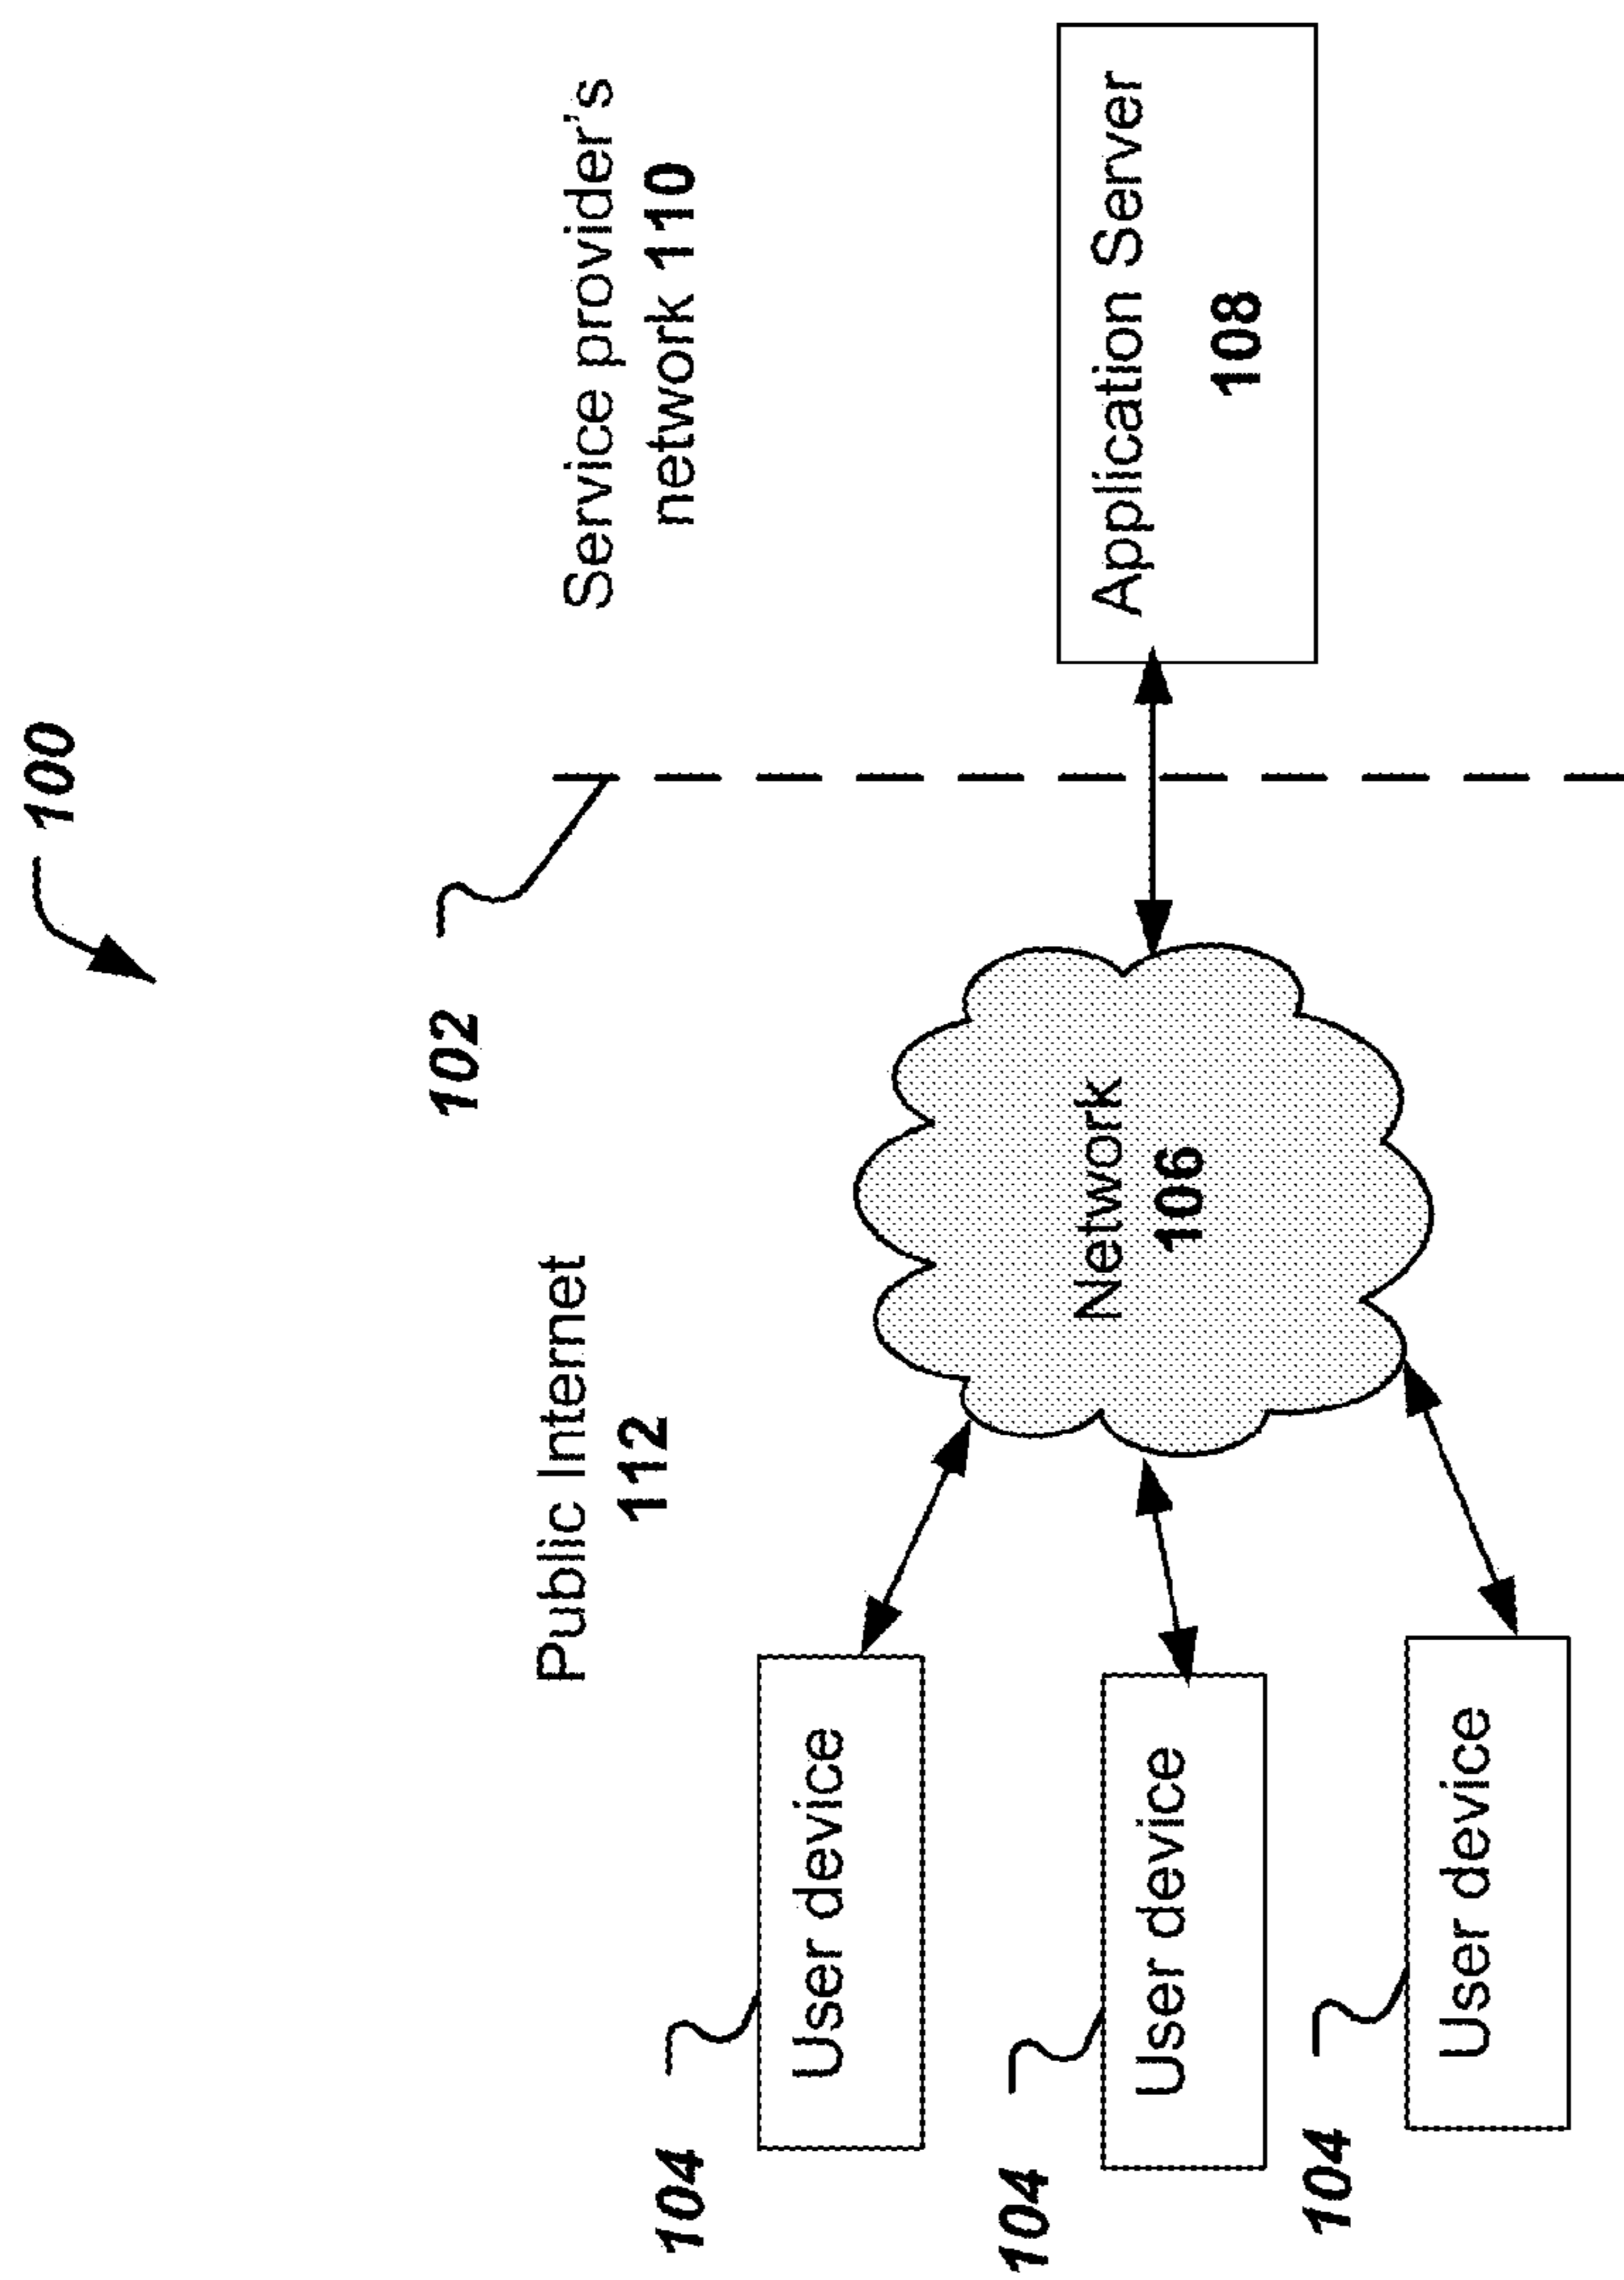 100
102
Public Internet
112
Service provider's
network 110
104
User device
104
User device
104
User device
Network
106
Application Server
108